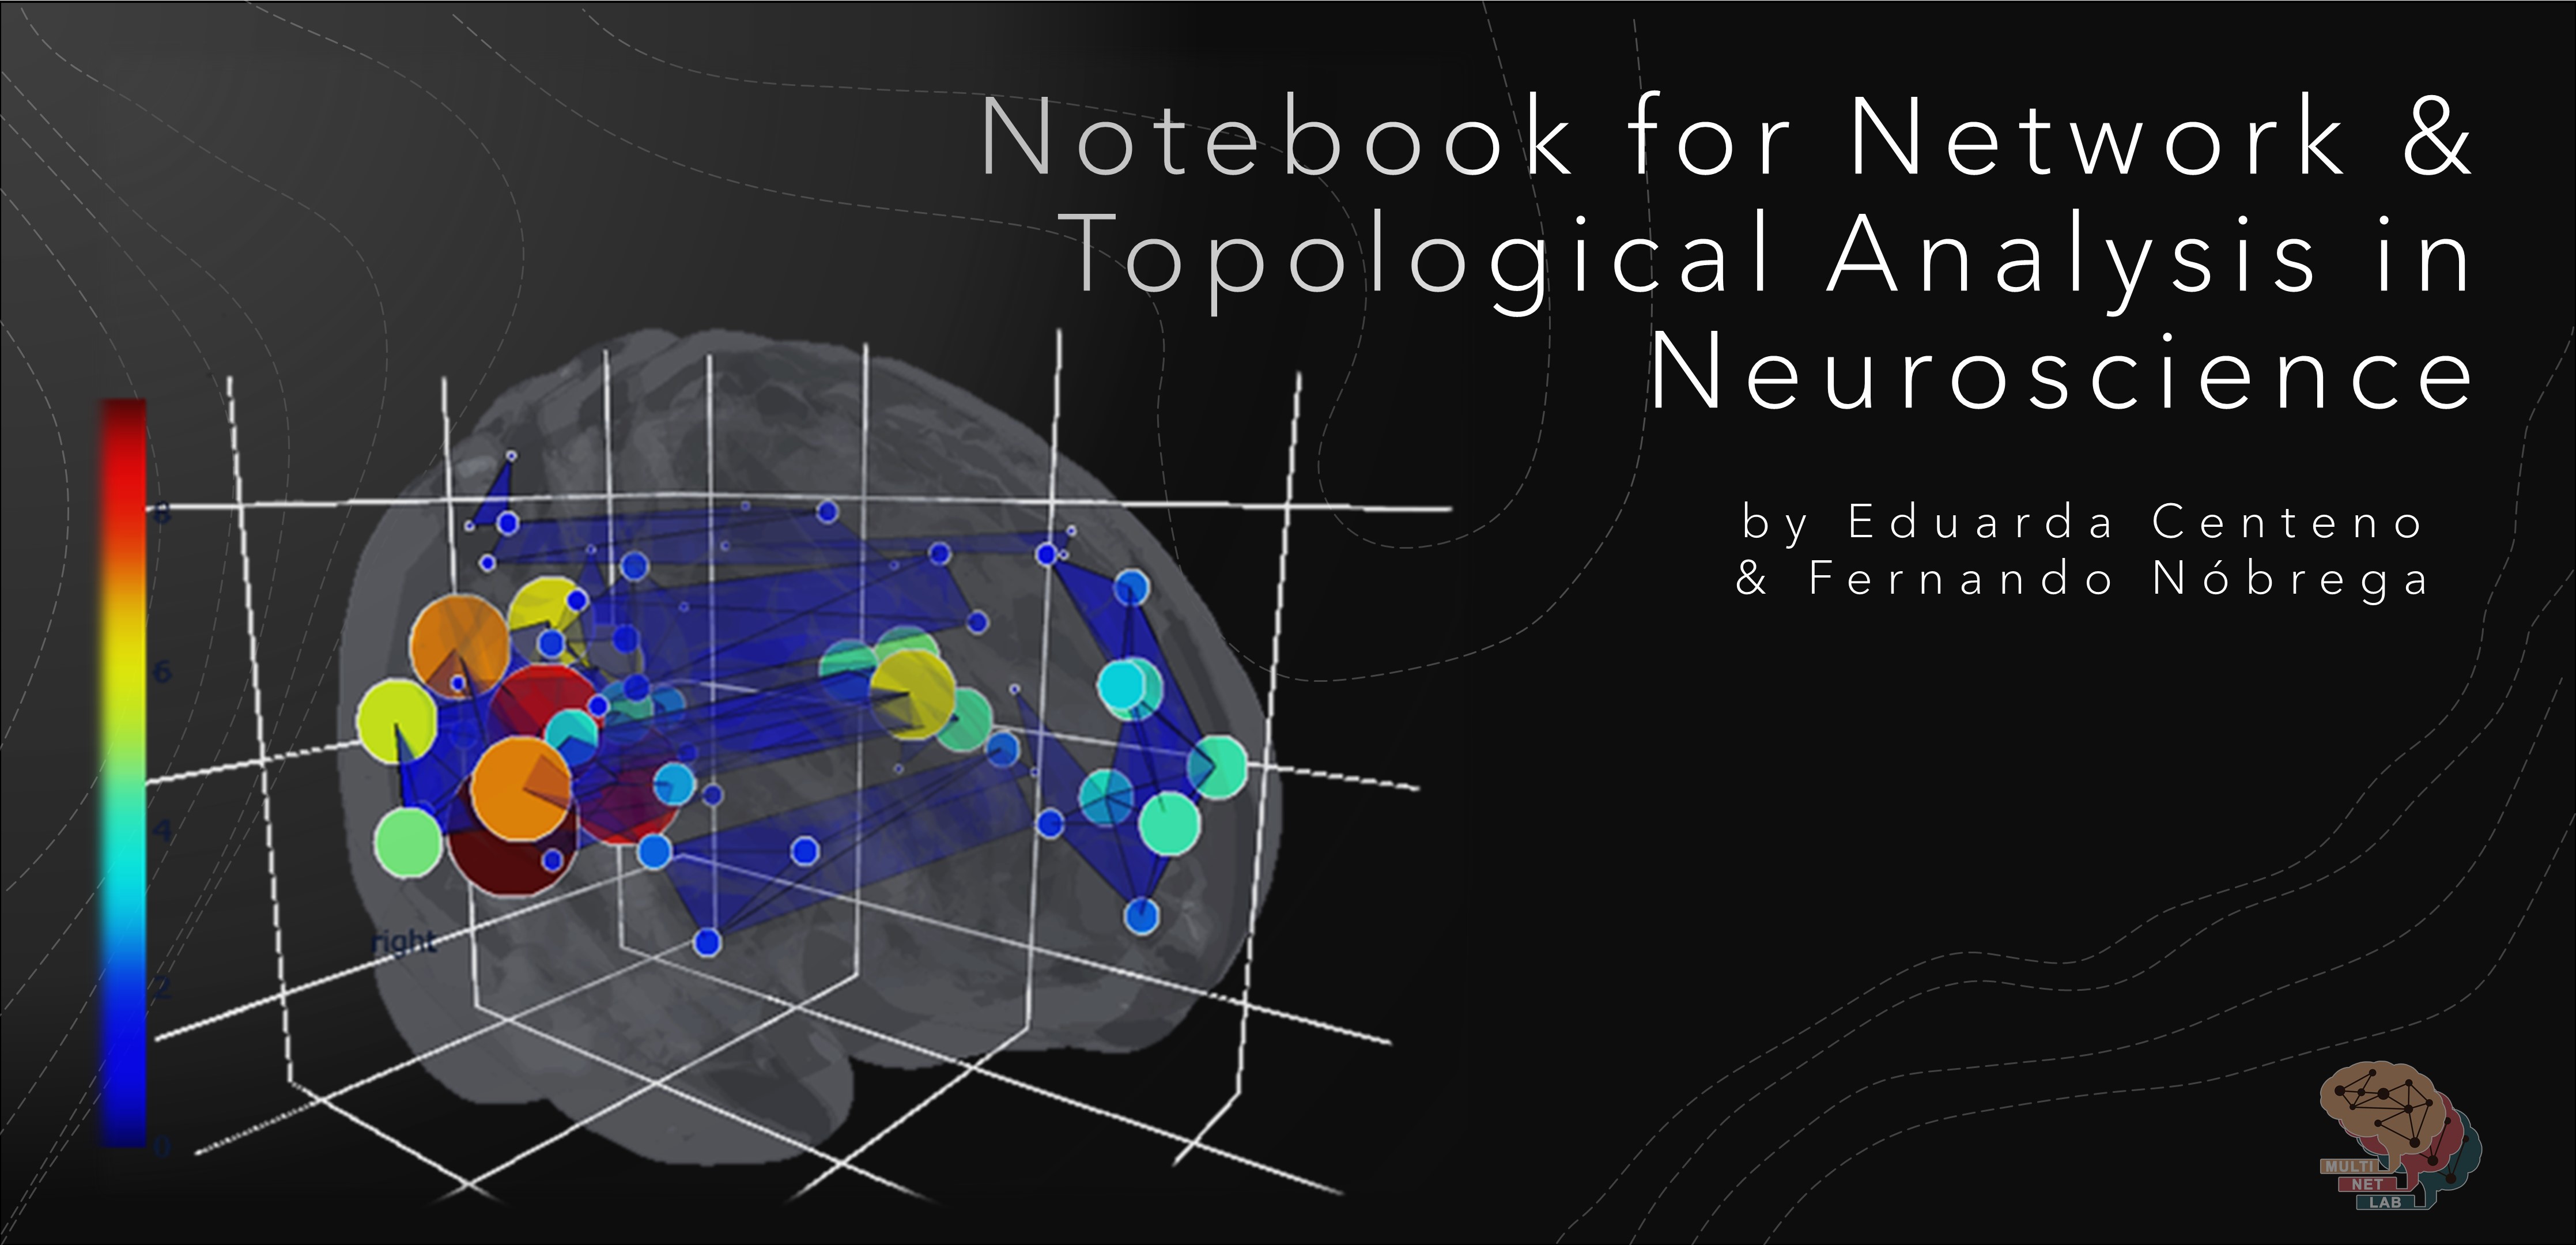 Notebook for Network &
Topological Analysis in
Neuroscience
by Eduarda Centeno
& Fernando Nóbrega
8
6
4
2
0
right
MULTI
NET
LAB